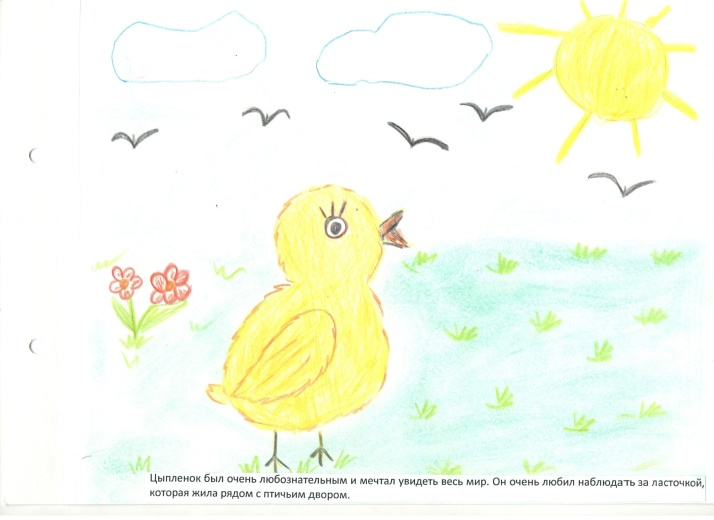 Цыпленок был очень любознательным и мечтал увидеть весь мир. Он очень любил наблюдать за ласточкой,
которая жила рядом с птичьим двором.